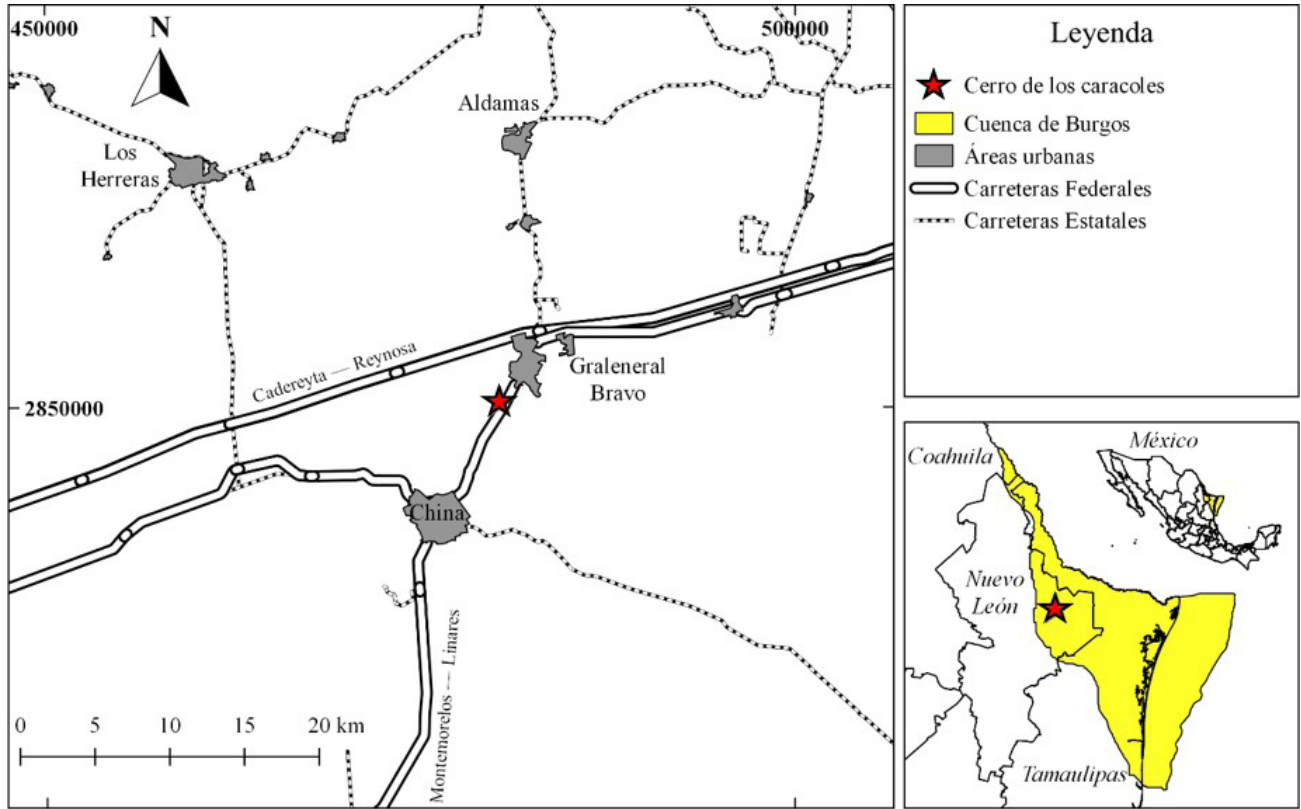 450000
500000
N
Aldamas
Los
Herreras
Cadereyta — Reynosa
Graleneral
Bravo
2850000
China
Montemorelos — Linares
0 5 10 15 20 km
Leyenda
Cerro de los caracoles
Cuenca de Burgos
Áreas urbanas
Carreteras Federales
Carreteras Estatales
México
Coahuila
Nuevo
León
Tamaulipas